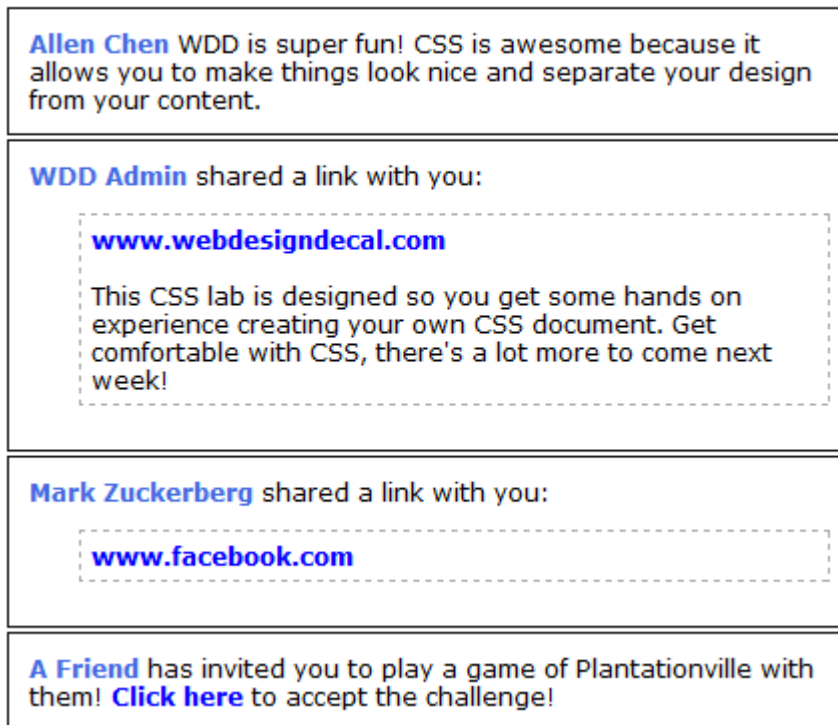 Allen Chen WDD is super fun! CSS is awesome because it
allows you to make things look nice and separate your design
from your content.
WDD Admin shared a link with you:
www.webdesigndecal.com
This CSS lab is designed so you get some hands on
experience creating your own CSS document. Get
comfortable with CSS, there's a lot more to come next
week!
Mark Zuckerberg shared a link with you:
www.facebook.com
A Friend has invited you to play a game of Plantationville with
them! Click here to accept the challenge!